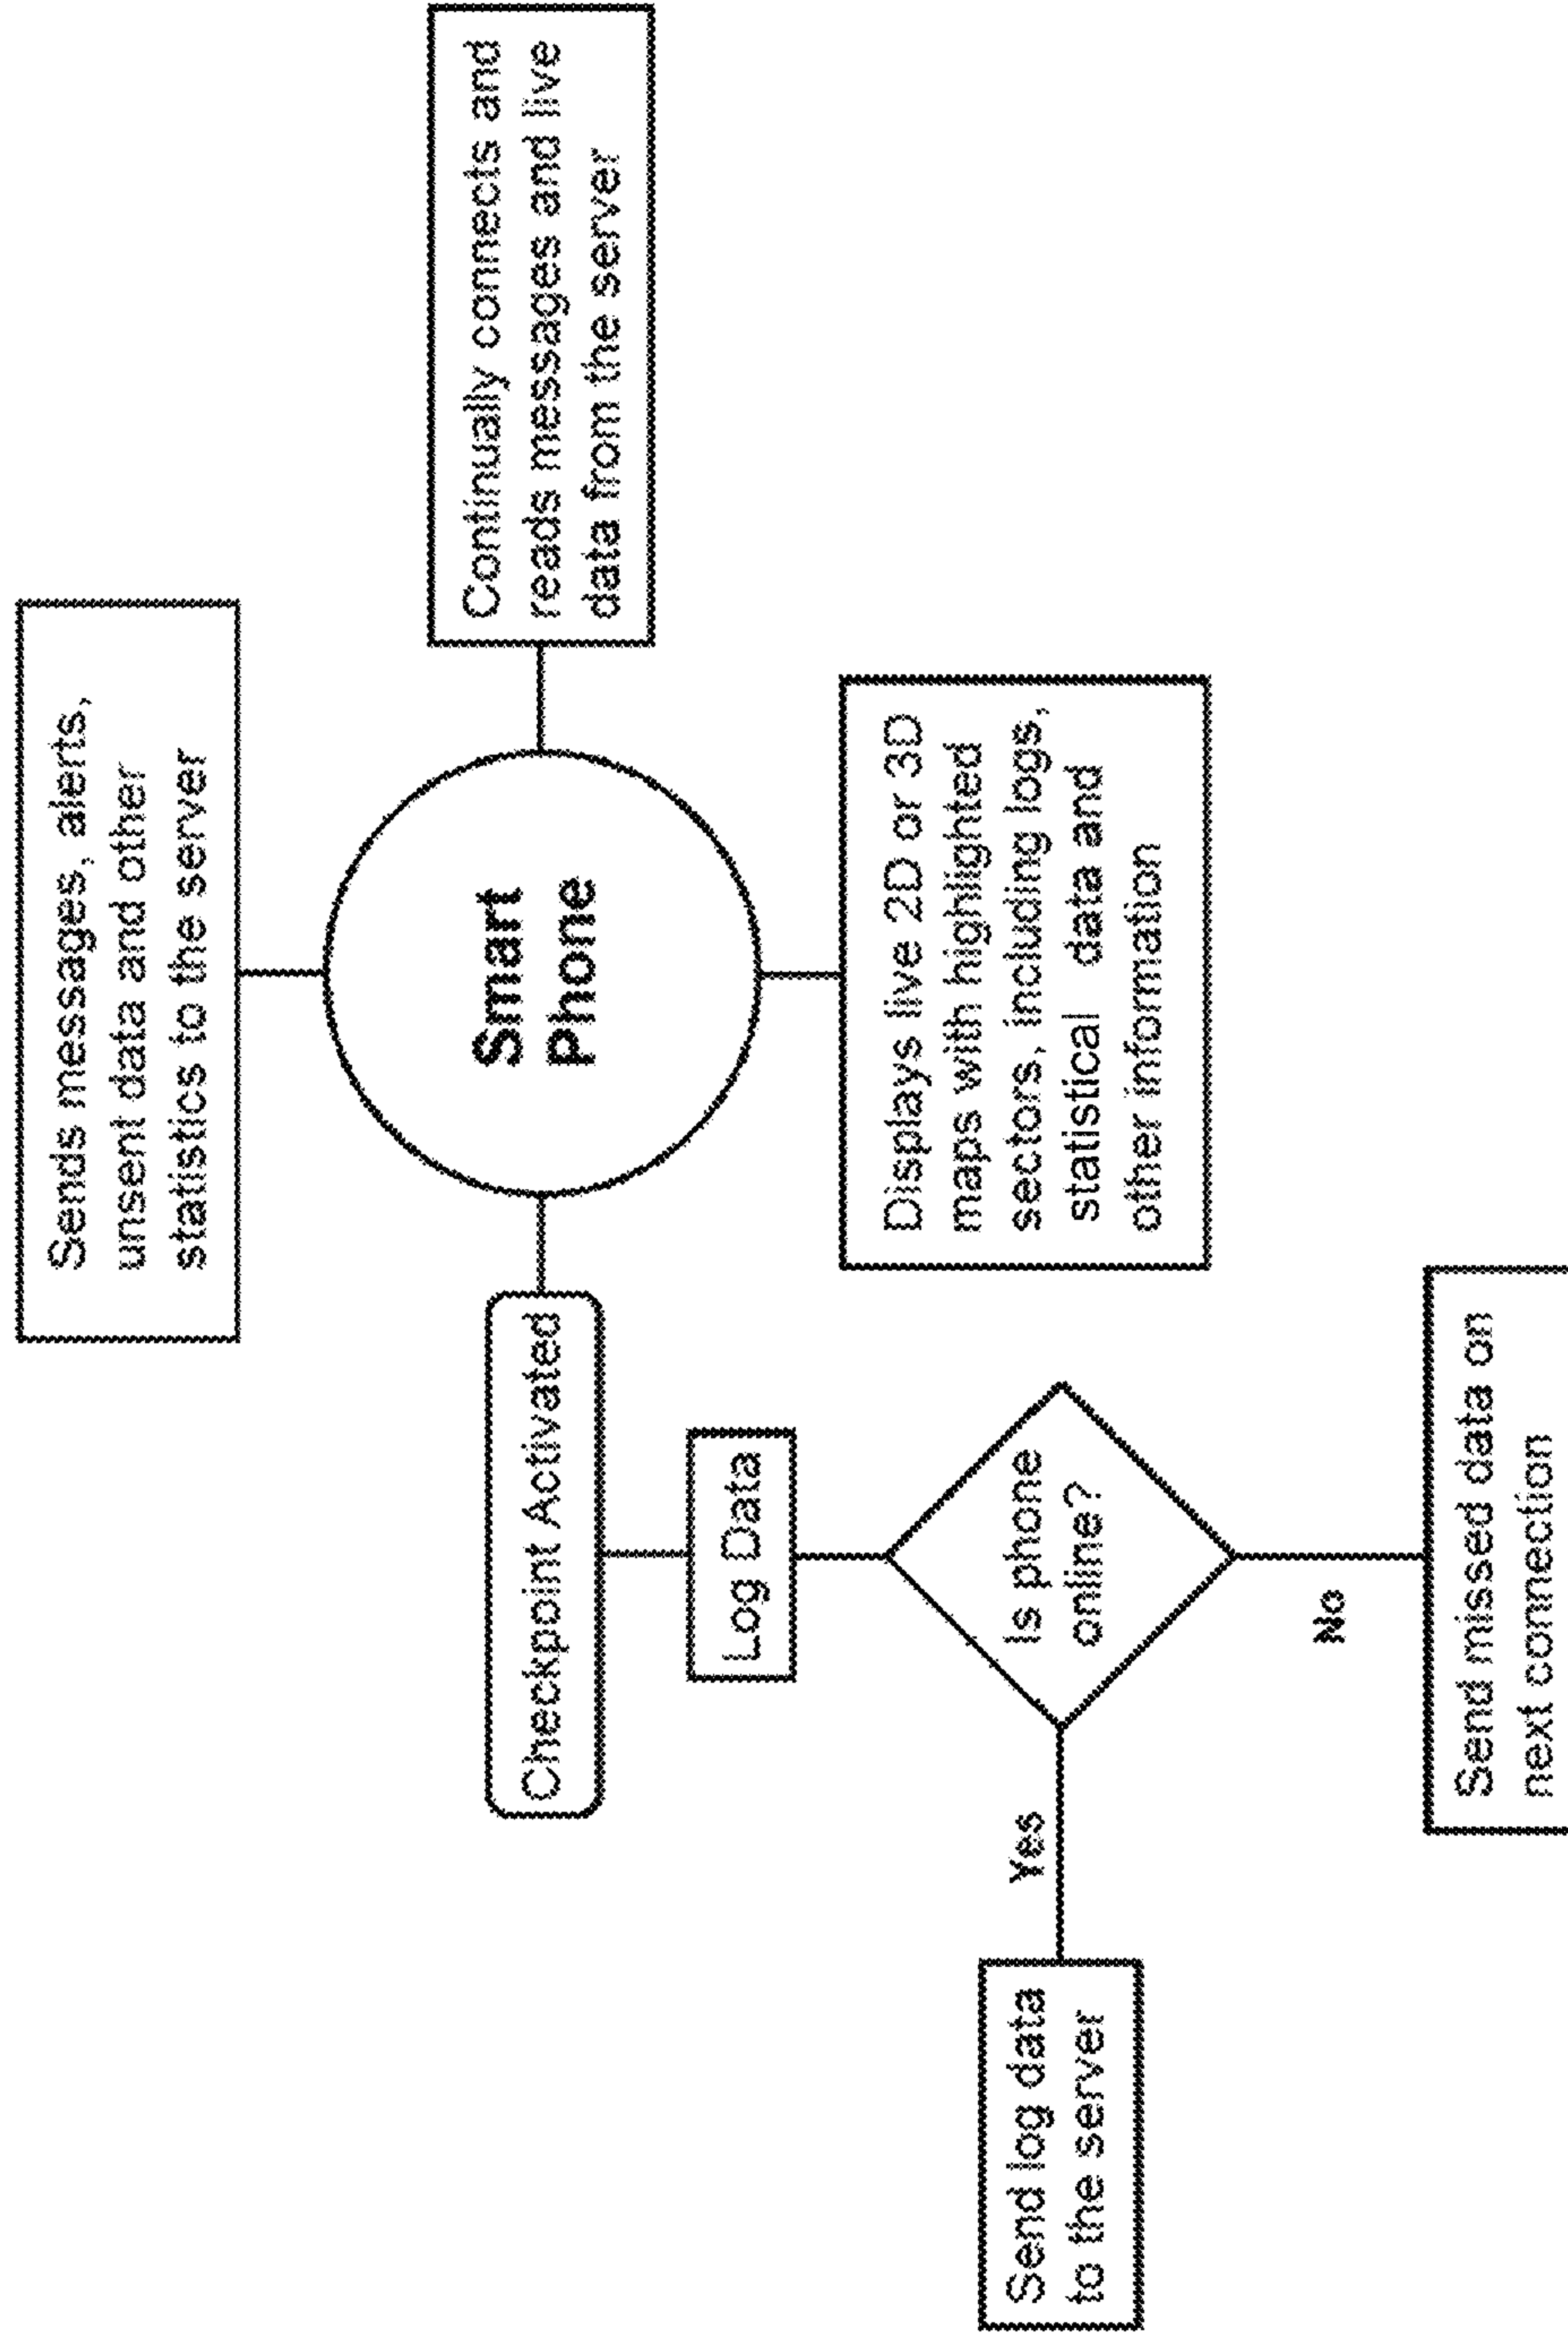 Sends messages, alerts,
unsent data and other
statistics to the server
Smart
Phone
Continually connects and
reads messages and live
data from the server
Checkpoint Activated
Log Data
Displays live 2D or 3D
maps with highlighted
sectors, including logs,
statistical data and
other information
Is phone
online?
Yes
No
Send log data
to the server
Send missed data on
next connection